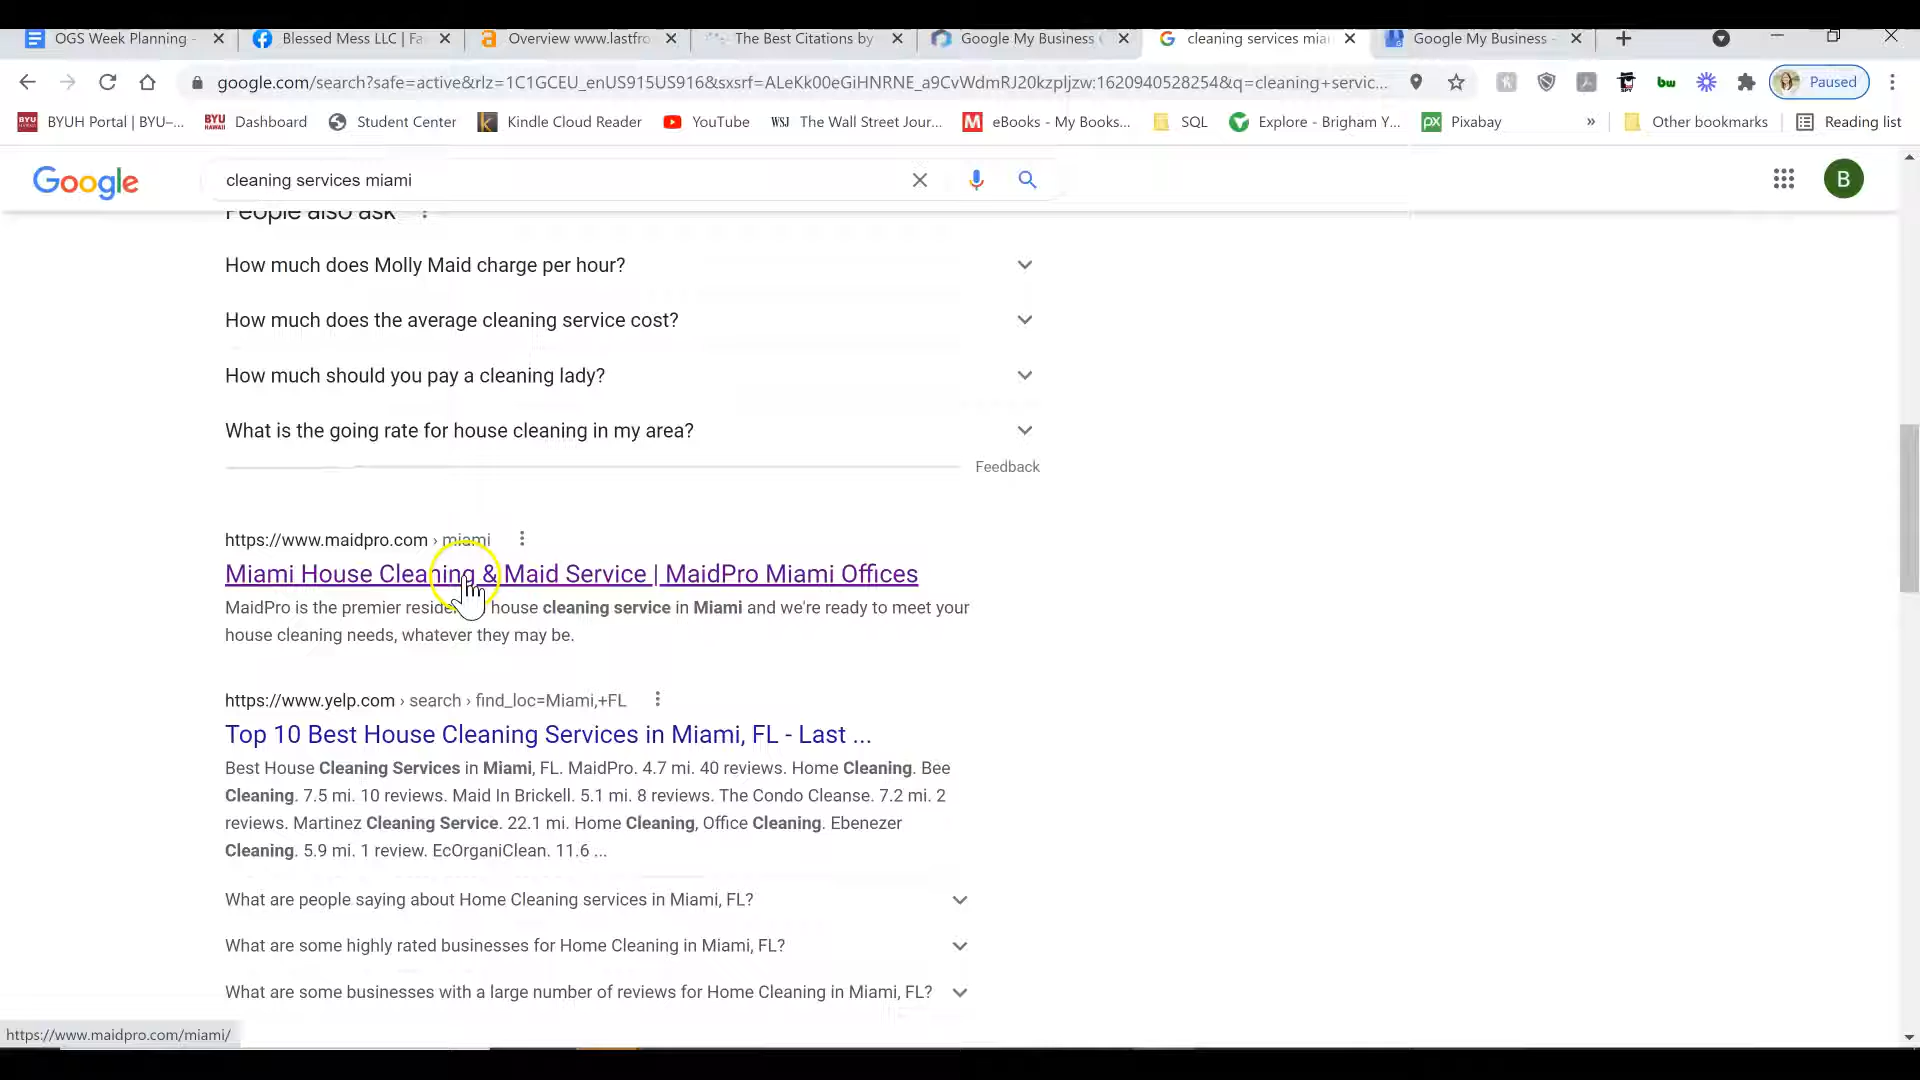 OGS Week Planning -
Blessed Mess LLC | Fa
Overview www.lastfro
The Best Citations by
Google My Business
cleaning services mia
Google My Business -
google.com/search?safe=active&rlz=1C1GCEU_enUS915US916&sxsrf=ALeKk00eGiHNRNE_a9CvWdmRJ20kzpljzw:1620940528254&q=cleaning+servic...
Paused
BYUH Portal | BYU–...
Dashboard
Student Center
Kindle Cloud Reader
YouTube
WSJ The Wall Street Jour...
eBooks - My Books...
SQL
Explore - Brigham Y...
Pixabay
»
Other bookmarks
Reading list
Google
cleaning services miami
B
People also ask
How much does Molly Maid charge per hour?
How much does the average cleaning service cost?
How much should you pay a cleaning lady?
What is the going rate for house cleaning in my area?
Feedback
https://www.maidpro.com › miami
Miami House Cleaning & Maid Service | MaidPro Miami Offices
MaidPro is the premier house cleaning service in Miami and we're ready to meet your
house cleaning needs, whatever they may be.
https://www.yelp.com › search › find_loc=Miami,+FL
Top 10 Best House Cleaning Services in Miami, FL - Last ...
Best House Cleaning Services in Miami, FL. MaidPro. 4.7 mi. 40 reviews. Home Cleaning. Bee
Cleaning. 7.5 mi. 10 reviews. Maid In Brickell. 5.1 mi. 8 reviews. The Condo Cleanse. 7.2 mi. 2
reviews. Martinez Cleaning Service. 22.1 mi. Home Cleaning, Office Cleaning. Ebenezer
Cleaning. 5.9 mi. 1 review. EcOrganiClean. 11.6 ...
What are people saying about Home Cleaning services in Miami, FL?
What are some highly rated businesses for Home Cleaning in Miami, FL?
What are some businesses with a large number of reviews for Home Cleaning in Miami, FL?
https://www.maidpro.com/miami/